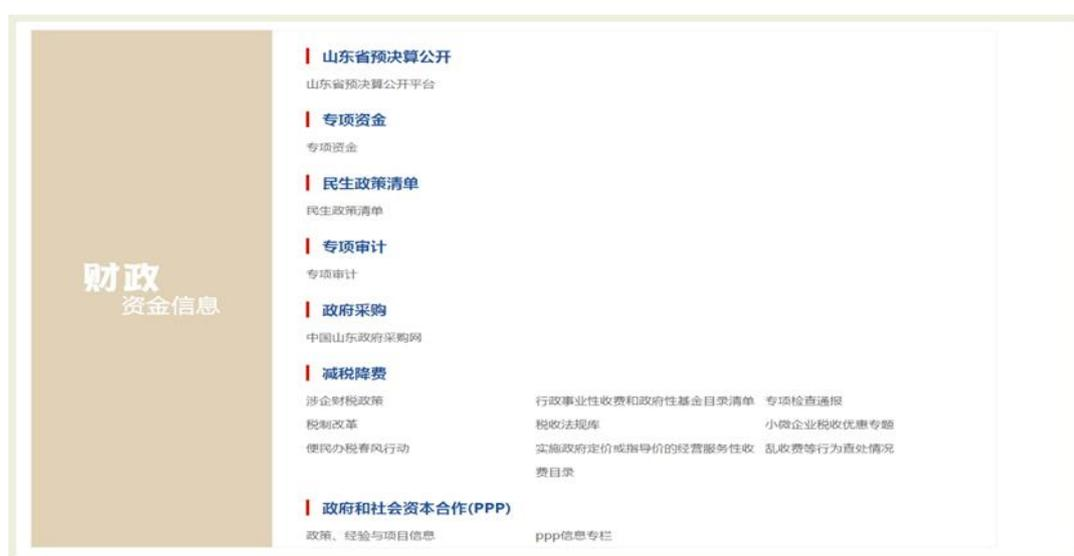 财政
资金信息
山东省预决算公开
山东省预决算公开平台
专项资金
专项资金
民生政策清单
民生政策清单
专项审计
专项审计
政府采购
中国山东政府采购网
减税降费
涉企财税政策 行政事业性收费和政府性基金目录清单 专项检查通报
税制改革 税收法规库 小微企业税收优惠专题
便民办税春风行动 实施政府定价或指导价的经营服务性收 乱收费等行为查处情况
费目录
政府和社会资本合作(PPP)
政策、经验与项目信息 ppp信息专栏